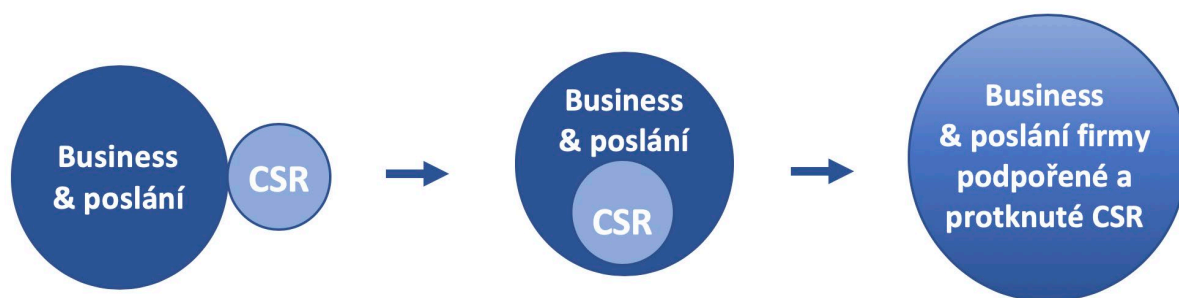 Business
& poslání
CSR
Business
& poslání
CSR
Business
& poslání firmy
podpořené a
protknuté CSR